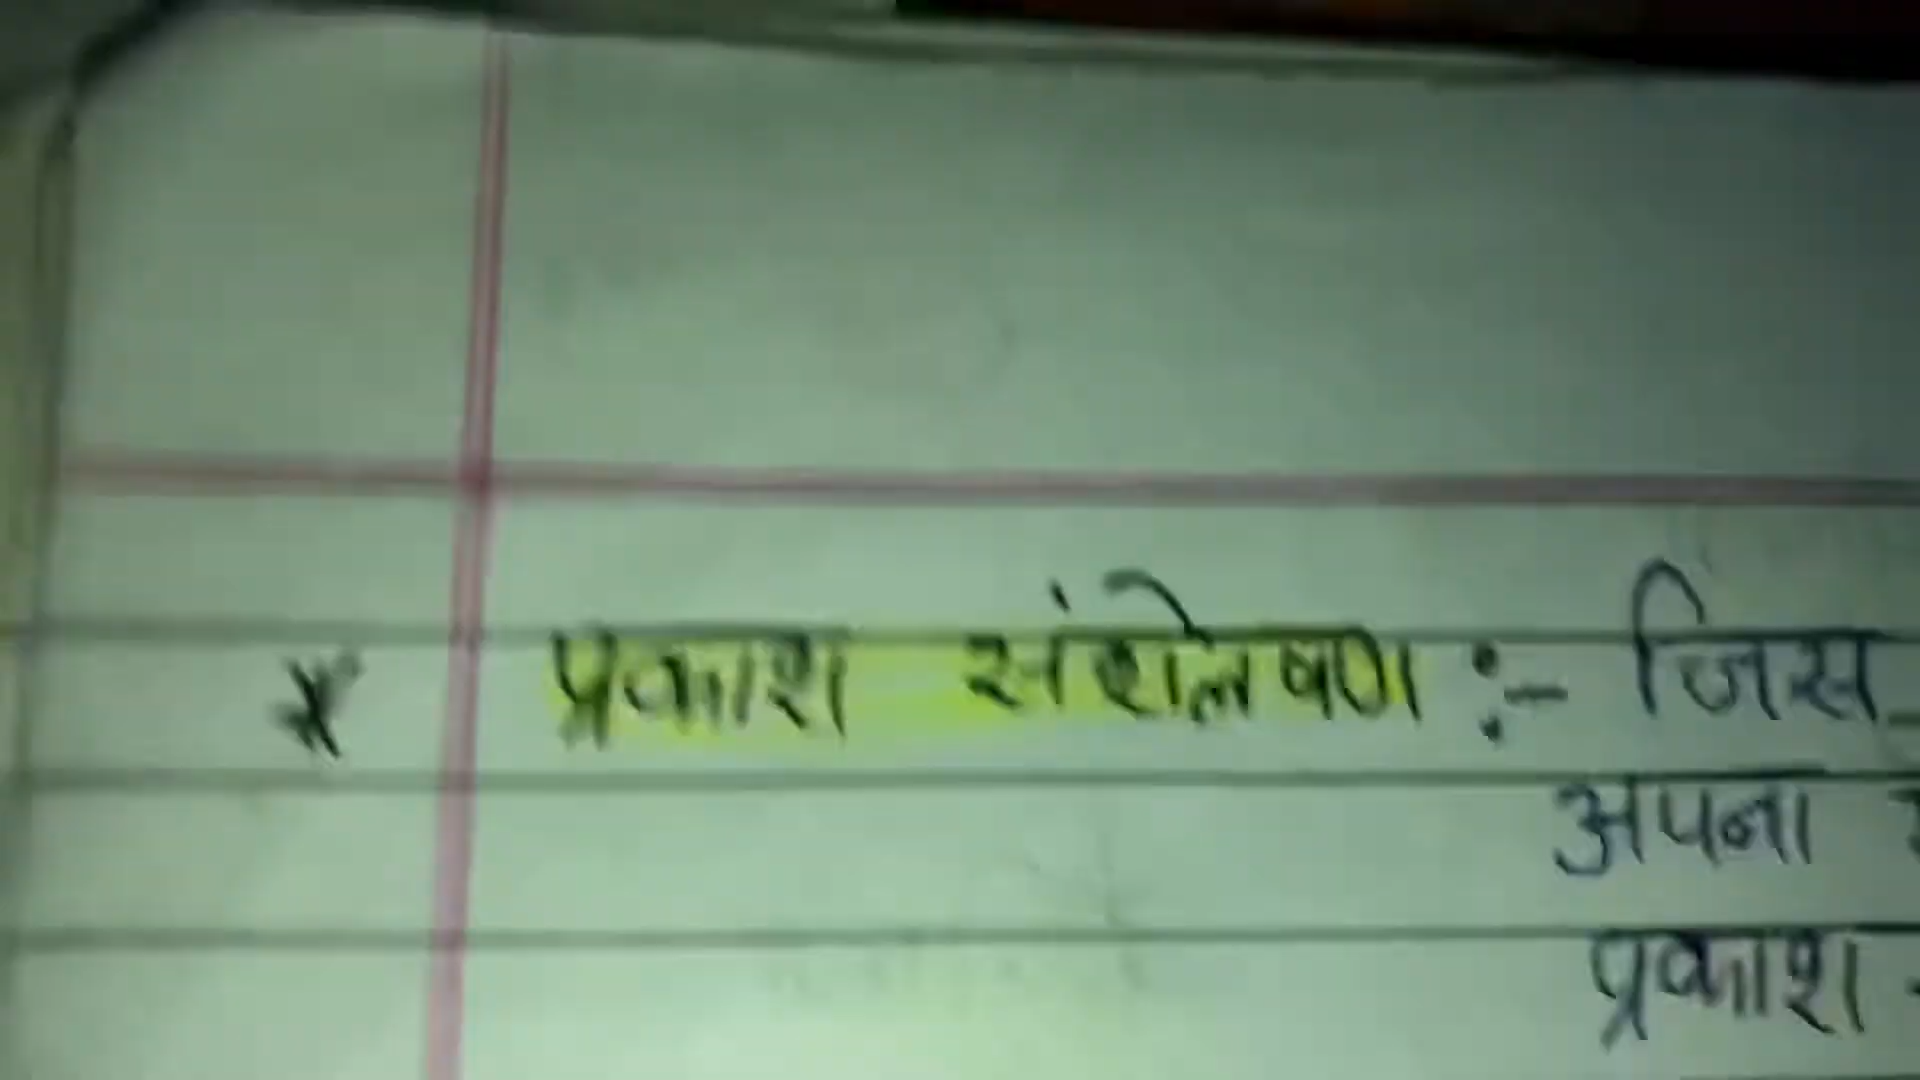 * प्रकाश संश्लेषण :- जिस
अपना
प्रकाश